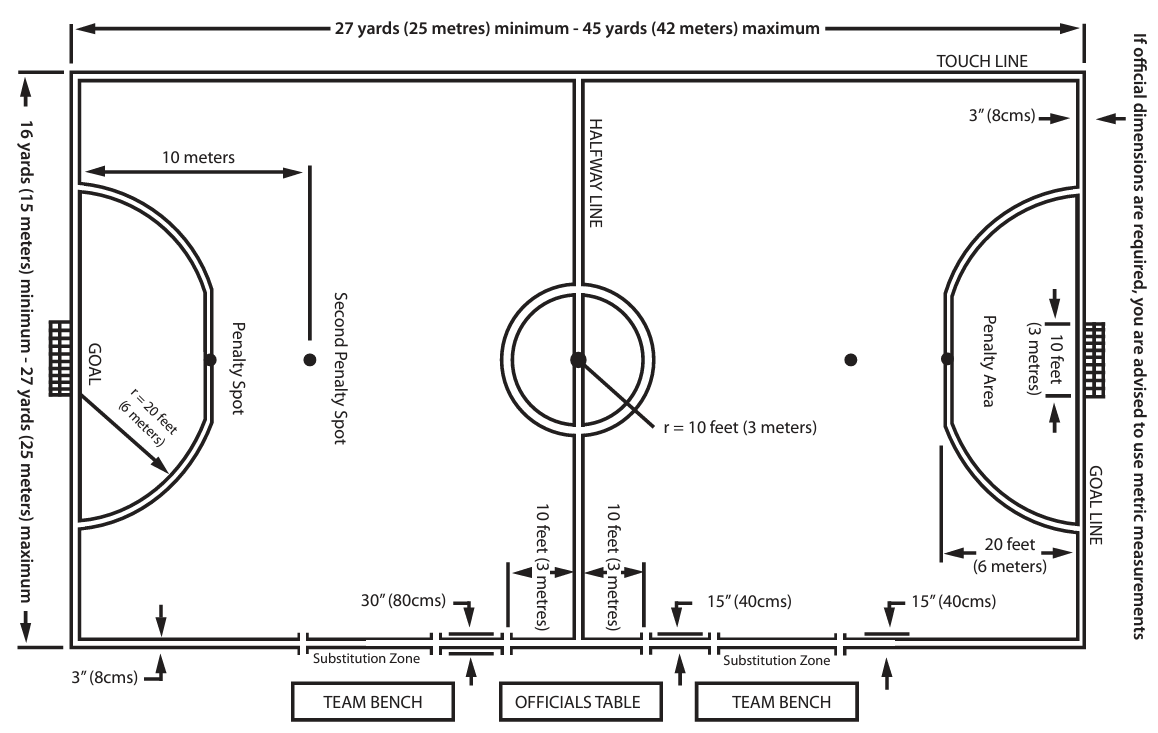 27 yards (25 metres) minimum - 45 yards (42 meters) maximum
TOUCH LINE
If official dimensions are required, you are advised to use metric measurements
16 yards (15 meters) minimum - 27 yards (25 meters) maximum
3” (8cms)
10 meters
HALFWAY LINE
Second Penalty Spot
Penalty Spot
GOAL
r = 20 feet
(6 meters)
Penalty Area
10 feet
(3 metres)
r = 10 feet (3 meters)
GOAL LINE
10 feet (3 metres)
10 feet (3 metres)
20 feet
(6 meters)
30” (80cms)
15” (40cms)
15” (40cms)
3” (8cms)
Substitution Zone
Substitution Zone
TEAM BENCH
OFFICIALS TABLE
TEAM BENCH